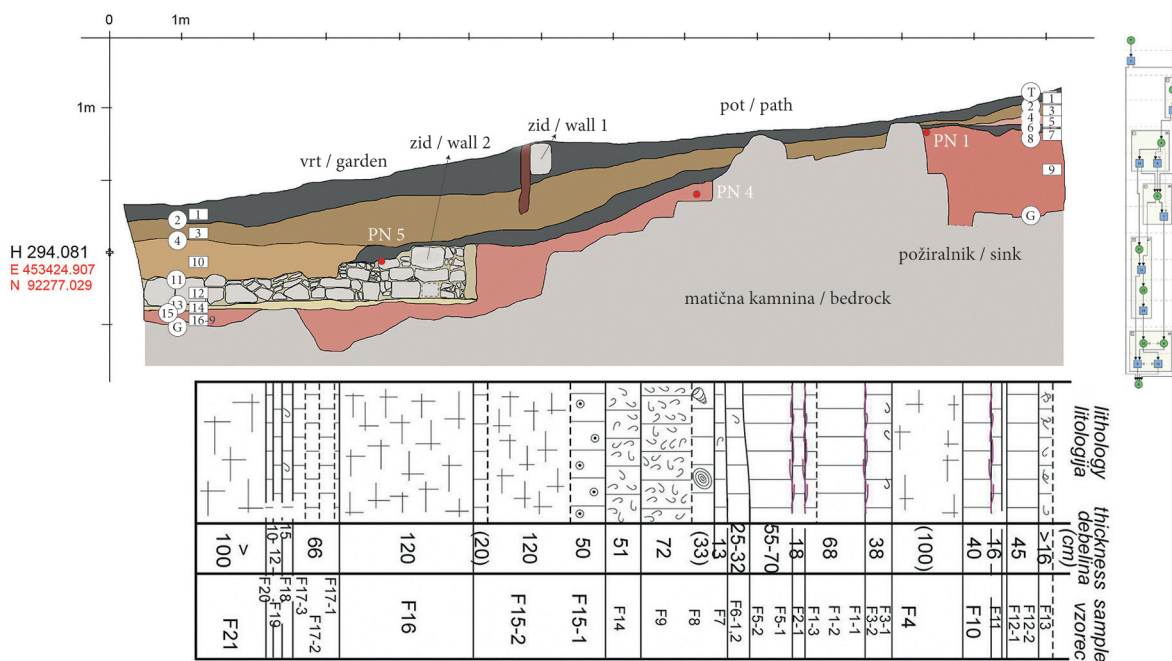 0 1m
1m
pot / path
zid / wall 1
zid / wall 2
vrt / garden
PN 1
PN 4
PN 5
T
2
4
6
8
G
1
3
5
7
9
2
4
11
13
15
G
1
3
10
12
14
16-9
H 294.081
E 453424.907
N 92277.029
požiralnik / sink
matična kamnina / bedrock
lithology
litologija
thickness
debelina
(cm)
sample
vzorec
100 >
10-12
15
66
120
(20)
120
50
51
72
(33)
13
25-32
55-70
18
68
38
(100)
40
16
45
>16
F21
F20
F19
F18
F17-3
F17-2
F17-1
F16
F15-2
F15-1
F14
F9
F8
F7
F6-1,2
F5-2
F5-1
F2-1
F1-3
F1-2
F1-1
F3-2
F3-1
F4
F10
F11
F12-1
F12-2
F13